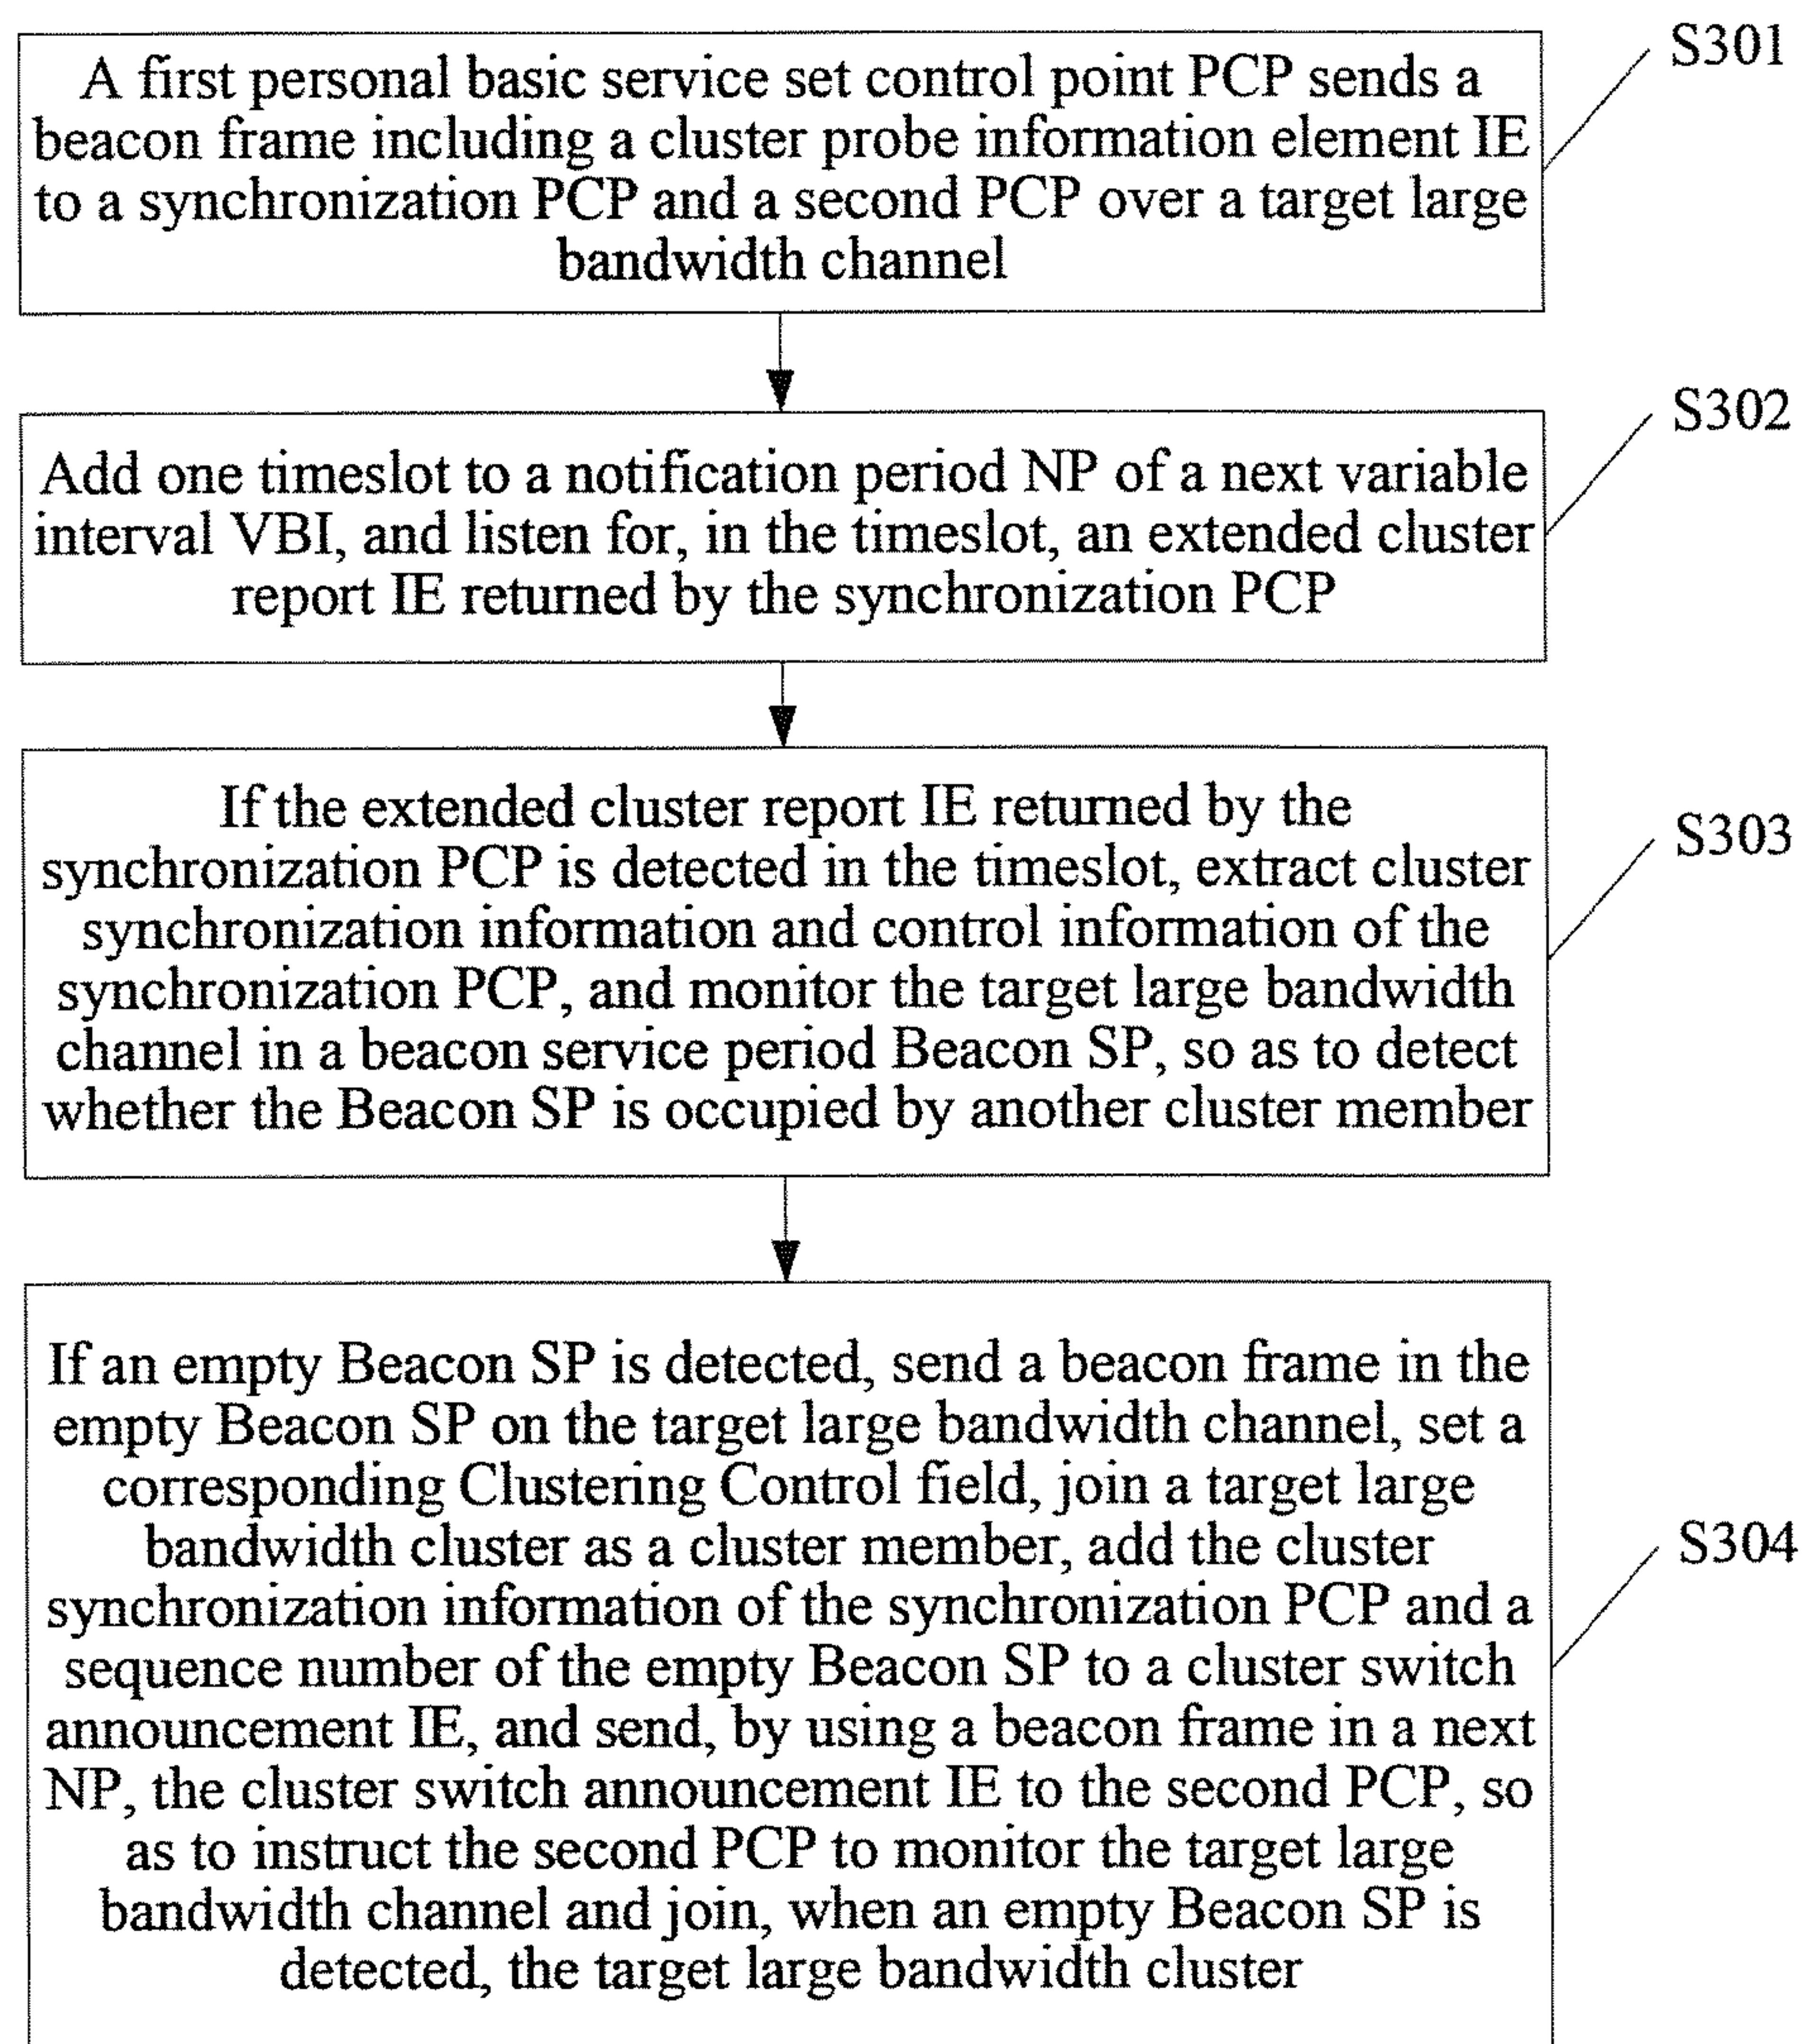 A first personal basic service set control point PCP sends a
beacon frame including a cluster probe information element IE
to a synchronization PCP and a second PCP over a target large
bandwidth channel
S301
Add one timeslot to a notification period NP of a next variable
interval VBI, and listen for, in the timeslot, an extended cluster
report IE returned by the synchronization PCP
S302
If the extended cluster report IE returned by the
synchronization PCP is detected in the timeslot, extract cluster
synchronization information and control information of the
synchronization PCP, and monitor the target large bandwidth
channel in a beacon service period Beacon SP, so as to detect
whether the Beacon SP is occupied by another cluster member
S303
If an empty Beacon SP is detected, send a beacon frame in the
empty Beacon SP on the target large bandwidth channel, set a
corresponding Clustering Control field, join a target large
bandwidth cluster as a cluster member, add the cluster
synchronization information of the synchronization PCP and a
sequence number of the empty Beacon SP to a cluster switch
announcement IE, and send, by using a beacon frame in a next
NP, the cluster switch announcement IE to the second PCP, so
as to instruct the second PCP to monitor the target large
bandwidth channel and join, when an empty Beacon SP is
detected, the target large bandwidth cluster
S304